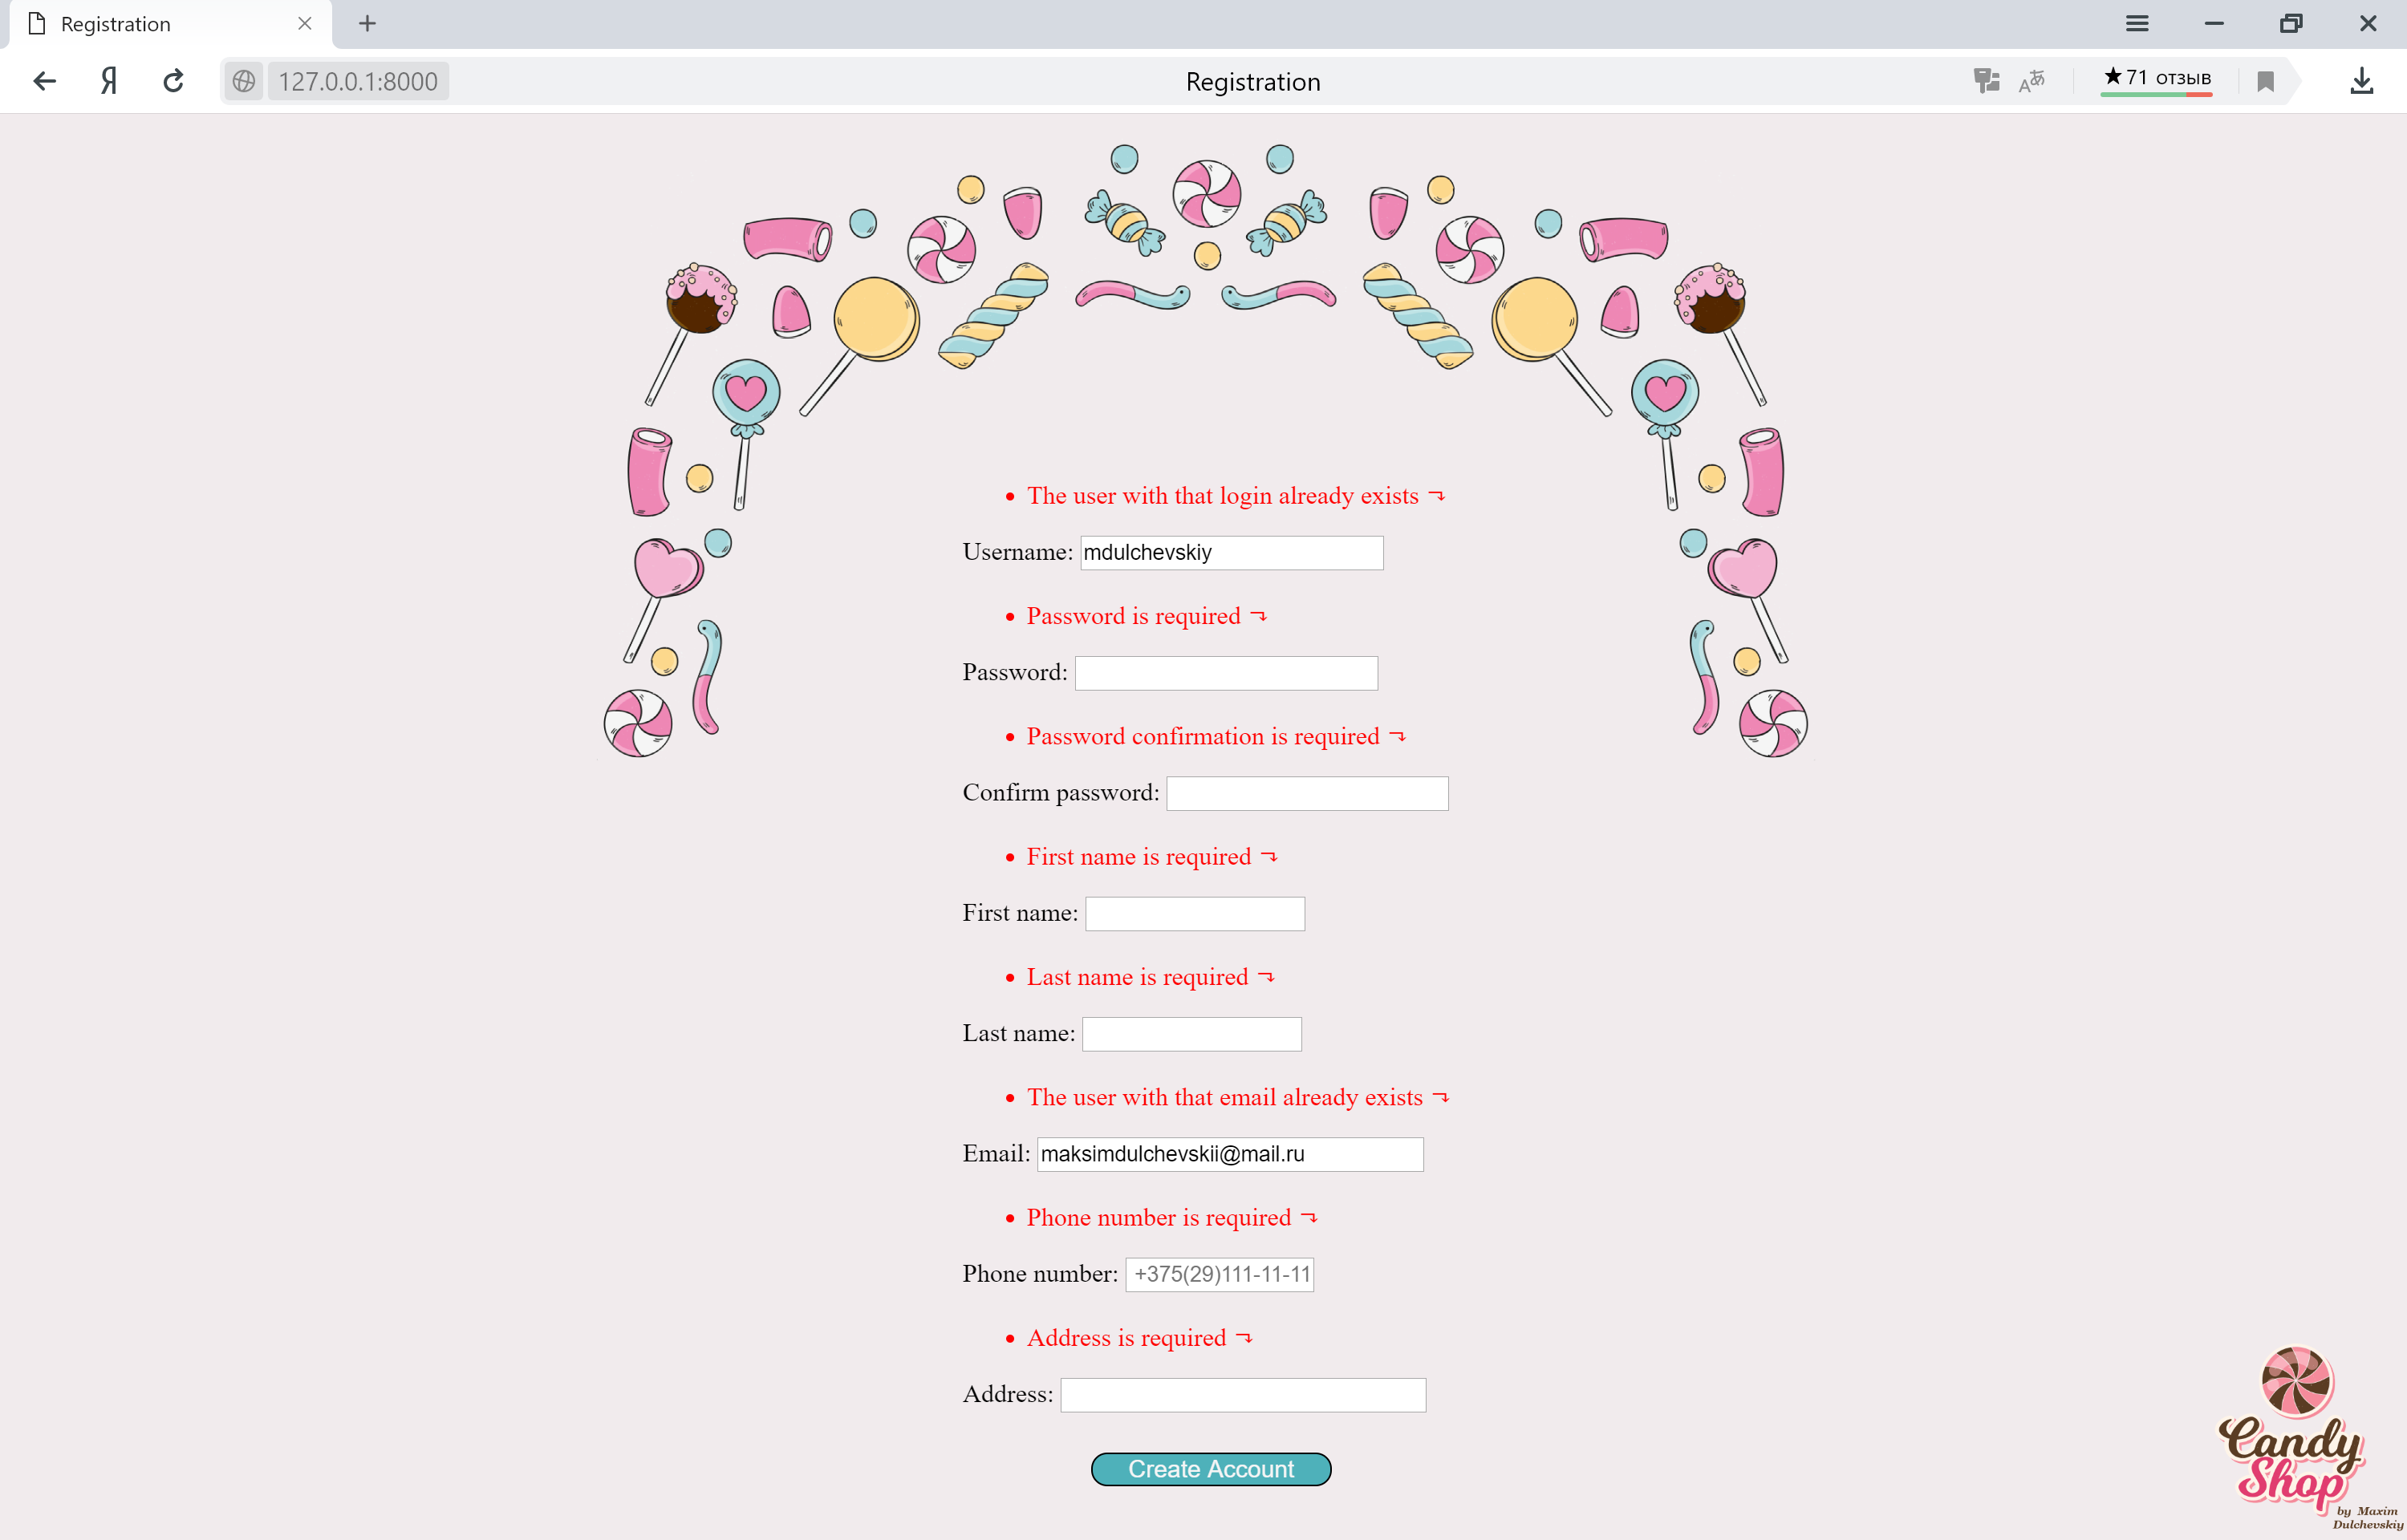 Registration
Я
127.0.0.1:8000
Registration
★71 отзыв
• The user with that login already exists ↴
Username: mdulchevskiy
• Password is required ↴
Password:
• Password confirmation is required ↴
Confirm password:
• First name is required ↴
First name:
• Last name is required ↴
Last name:
• The user with that email already exists ↴
Email: maksimdulchevskii@mail.ru
• Phone number is required ↴
Phone number: +375(29)111-11-11
• Address is required ↴
Address:
Create Account
Candy
Shop
by Maxim
Dulchevskiy